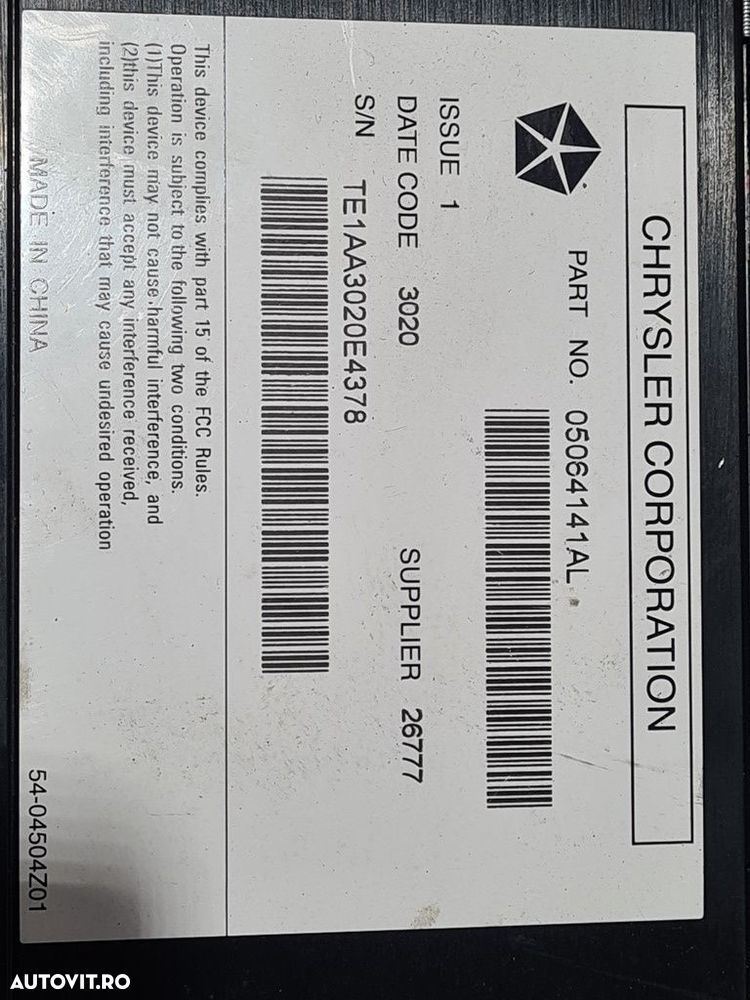 CHRYSLER CORPORATION
PART NO. 05064141AL
ISSUE 1
DATE CODE 3020 SUPPLIER 26777
S/N TE1AA3020E4378
This device complies with part 15 of the FCC Rules.
Operation is subject to the following two conditions.
(1)This device may not cause harmful interference, and
(2)this device must accept any interference received,
including interference that may cause undesired operation
MADE IN CHINA 54-04504Z01
AUTOVIT.RO